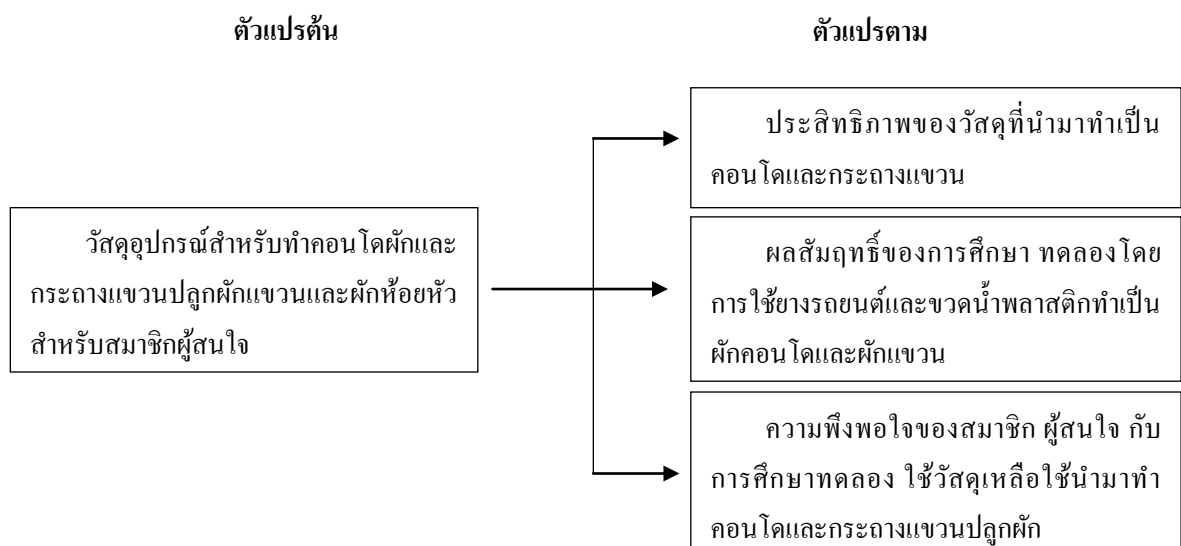 ตัวแปรต้น
ตัวแปรตาม
วัสดุอุปกรณ์สำหรับทำคอนโดผักและ
กระถางแขวนปลูกผักแขวนและผักห้อยหัว
สำหรับสมาชิกผู้สนใจ
ประสิทธิภาพของวัสดุที่นำมาทำเป็น
คอนโดและกระถางแขวน
ผลสัมฤทธิ์ของการศึกษา ทดลองโดย
การใช้ยางรถยนต์และขวดน้ำพลาสติกทำเป็น
ผักคอนโดและผักแขวน
ความพึงพอใจของสมาชิก ผู้สนใจ กับ
การศึกษาทดลอง ใช้วัสดุเหลือใช้นำมาทำ
คอนโดและกระถางแขวนปลูกผัก